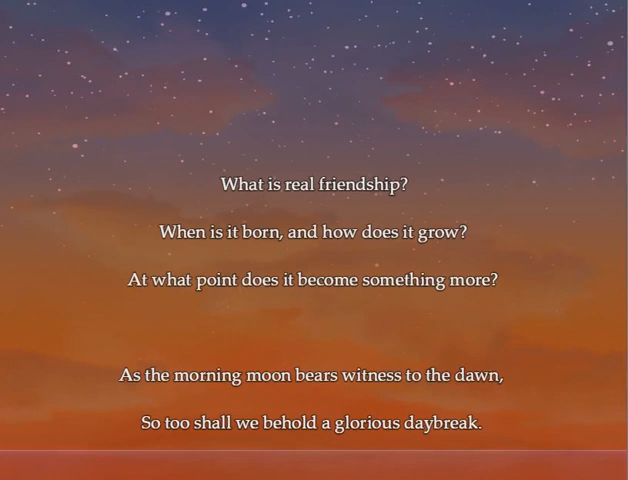 What is real friendship?
When is it born, and how does it grow?
At what point does it become something more?
As the morning moon bears witness to the dawn,
So too shall we behold a glorious daybreak.